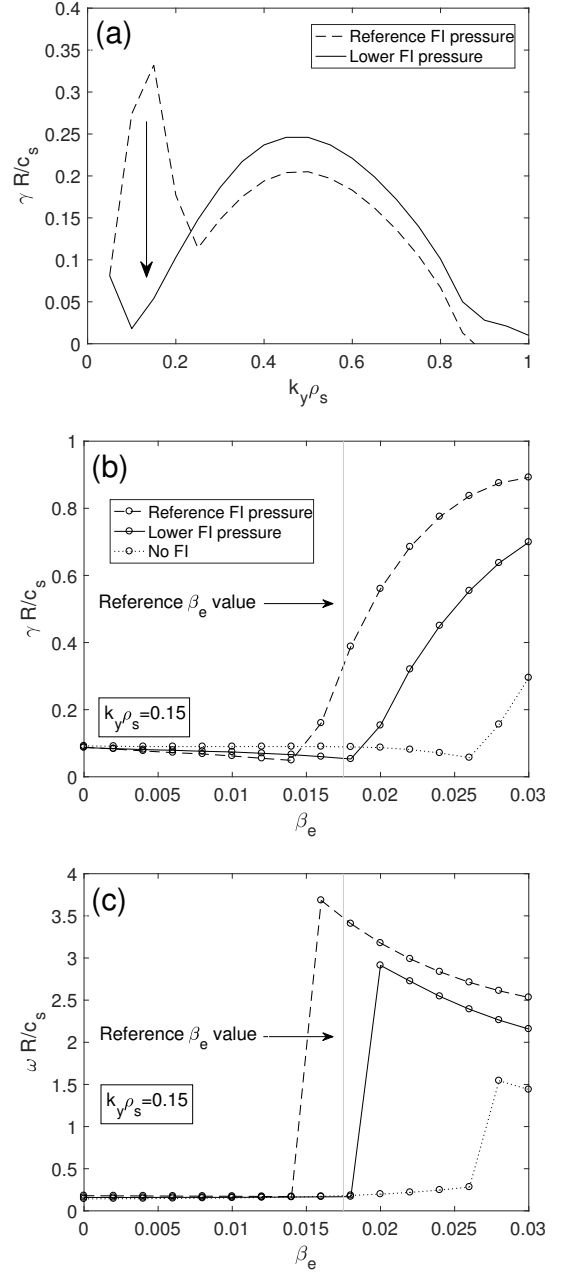 (a)
Reference FI pressure
Lower FI pressure
γ R/c_s
0.4
0.35
0.3
0.25
0.2
0.15
0.1
0.05
0
0 0.2 0.4 0.6 0.8 1
k_yρ_s
(b)
Reference FI pressure
Lower FI pressure
No FI
Reference β_e value
k_yρ_s=0.15
γ R/c_s
1
0.8
0.6
0.4
0.2
0
0 0.005 0.01 0.015 0.02 0.025 0.03
β_e
(c)
Reference β_e value
k_yρ_s=0.15
ω R/c_s
4
3.5
3
2.5
2
1.5
1
0.5
0
0 0.005 0.01 0.015 0.02 0.025 0.03
β_e